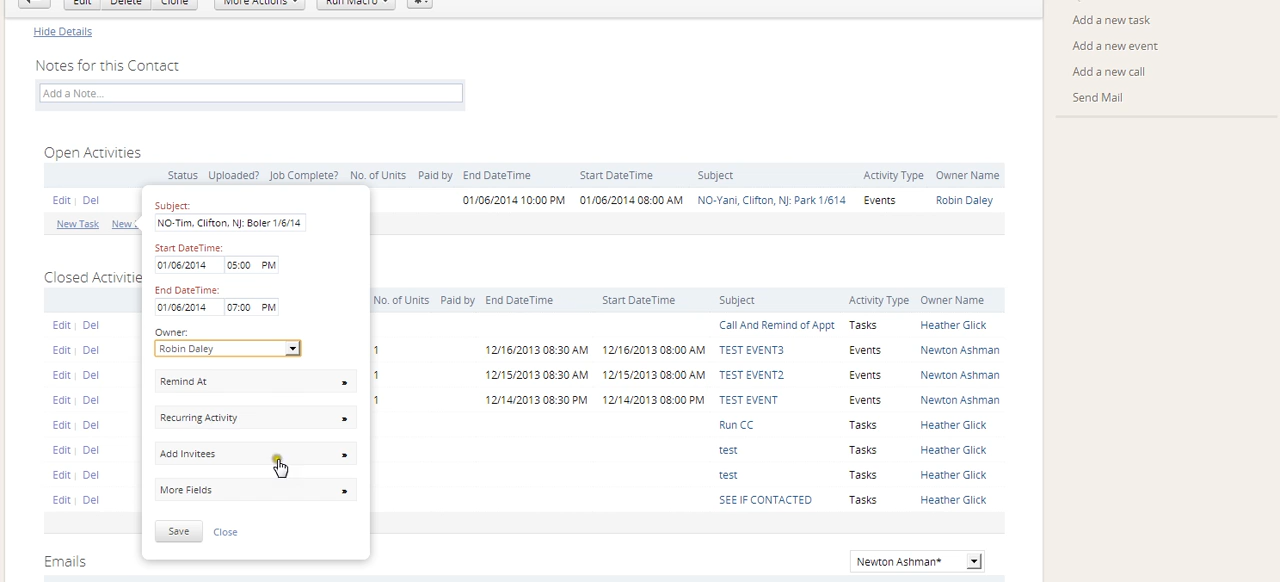 Edit Delete Clone More Actions Run Macro
Add a new task
Hide Details
Add a new event
Notes for this Contact
Add a new call
Add a Note...
Send Mail
Open Activities
Status Uploaded? Job Complete? No. of Units Paid by End DateTime Start DateTime Subject Activity Type Owner Name
Edit | Del 01/06/2014 10:00 PM 01/06/2014 08:00 AM NO-Yani, Clifton, NJ: Park 1/614 Events Robin Daley
New Task New
Subject:
NO-Tim, Clifton, NJ: Boler 1/6/14
Start DateTime:
01/06/2014 05:00 PM
End DateTime:
01/06/2014 07:00 PM
Owner:
Robin Daley
Remind At »
Recurring Activity »
Add Invitees »
More Fields »
Save Close
Closed Activitie
No. of Units Paid by End DateTime Start DateTime Subject Activity Type Owner Name
Edit | Del Call And Remind of Appt Tasks Heather Glick
Edit | Del 1 12/16/2013 08:30 AM 12/16/2013 08:00 AM TEST EVENT3 Events Newton Ashman
Edit | Del 1 12/15/2013 08:30 AM 12/15/2013 08:00 AM TEST EVENT2 Events Newton Ashman
Edit | Del 1 12/14/2013 08:30 PM 12/14/2013 08:00 PM TEST EVENT Events Newton Ashman
Edit | Del Run CC Tasks Heather Glick
Edit | Del test Tasks Heather Glick
Edit | Del test Tasks Heather Glick
Edit | Del SEE IF CONTACTED Tasks Heather Glick
Emails Newton Ashman*